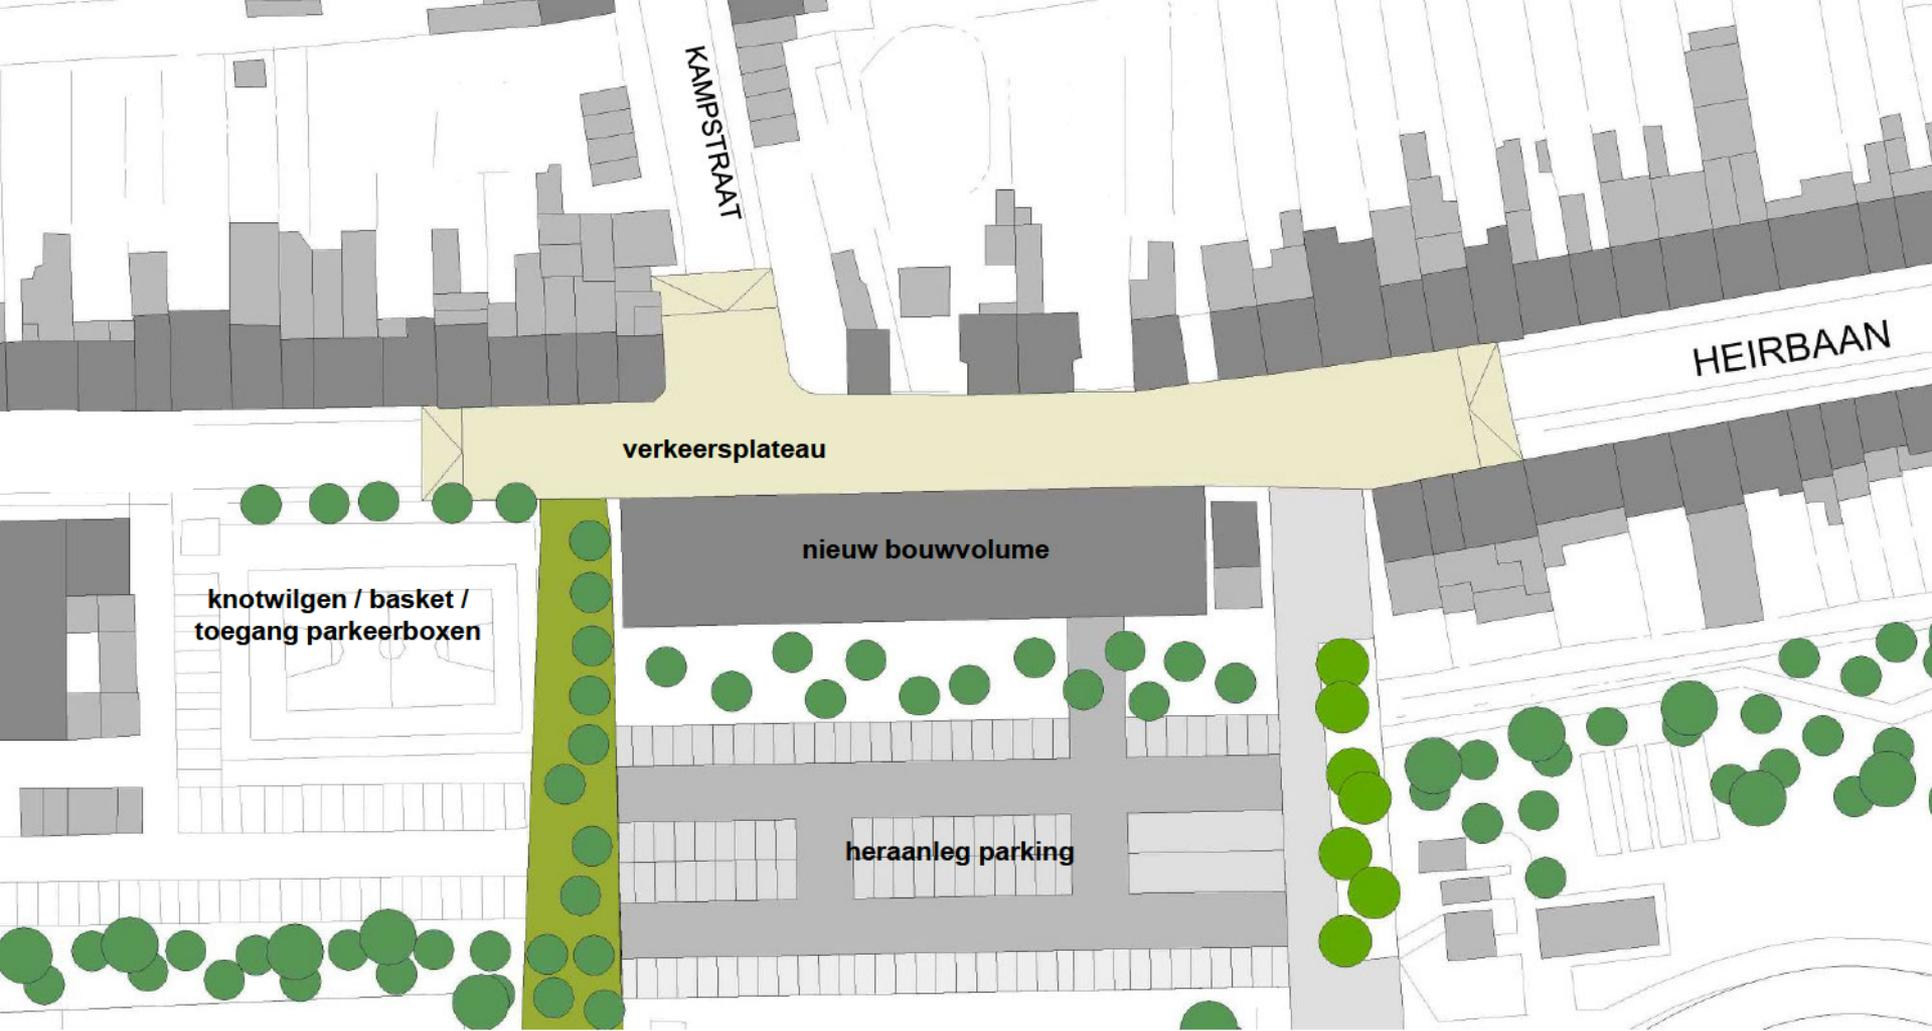 KAMPSTRAAT
HEIRBAAN
verkeersplateau
nieuw bouwvolume
knotwilgen / basket /
toegang parkeerboxen
heraanleg parking